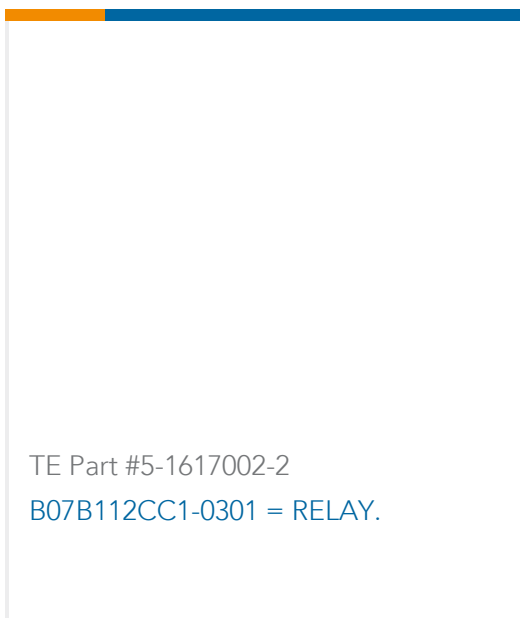 TE Part #5-1617002-2
B07B112CC1-0301 = RELAY.